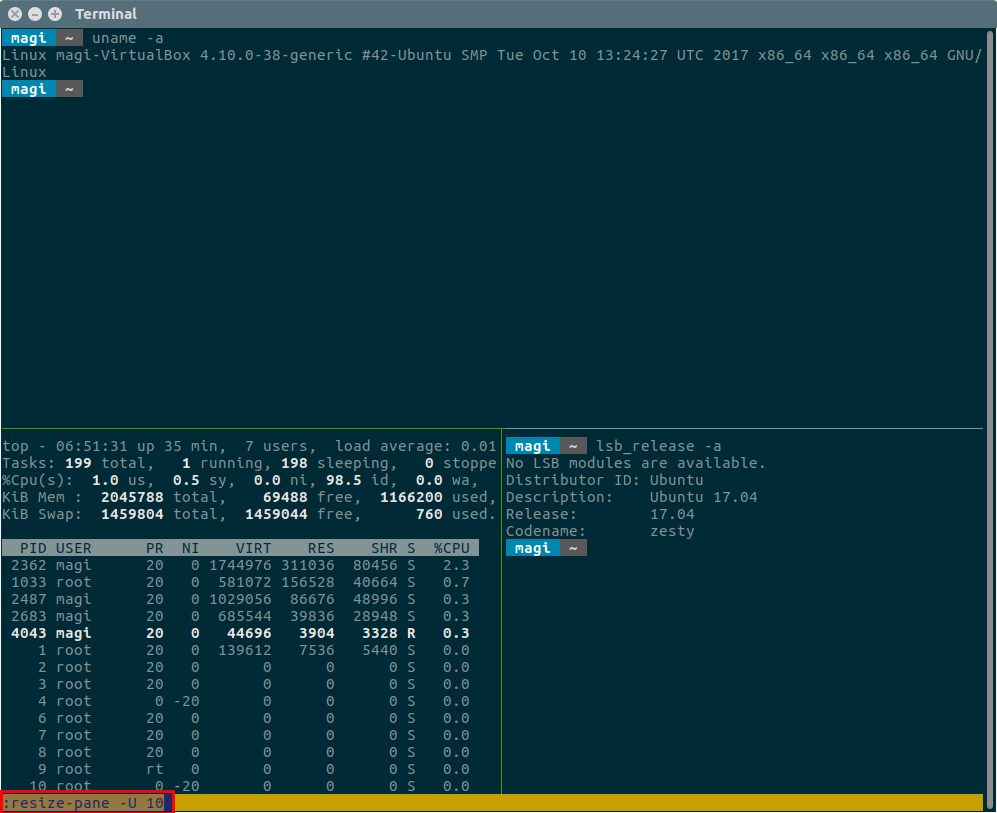 Terminal
magi ~ uname -a
Linux magi-VirtualBox 4.10.0-38-generic #42-Ubuntu SMP Tue Oct 10 13:24:27 UTC 2017 x86_64 x86_64 x86_64 GNU/
Linux
magi ~
top - 06:51:31 up 35 min,  7 users,  load average: 0.01
Tasks: 199 total,   1 running, 198 sleeping,   0 stoppe
%Cpu(s):  1.0 us,  0.5 sy,  0.0 ni, 98.5 id,  0.0 wa,
KiB Mem :  2045788 total,    69488 free,  1166200 used,
KiB Swap:  1459804 total,  1459044 free,      760 used.
PID USER      PR  NI    VIRT    RES    SHR S  %CPU
2362 magi      20   0 1744976 311036  80456 S   2.3
1033 root      20   0  581072 156528  40664 S   0.7
2487 magi      20   0 1029056  86676  48996 S   0.3
2683 magi      20   0  685544  39836  28948 S   0.3
4043 magi      20   0   44696   3904   3328 R   0.3
1 root      20   0  139612   7536   5440 S   0.0
2 root      20   0       0      0      0 S   0.0
3 root      20   0       0      0      0 S   0.0
4 root       0 -20       0      0      0 S   0.0
6 root      20   0       0      0      0 S   0.0
7 root      20   0       0      0      0 S   0.0
8 root      20   0       0      0      0 S   0.0
9 root      rt   0       0      0      0 S   0.0
10 root       0 -20       0      0      0 S   0.0
magi ~ lsb_release -a
No LSB modules are available.
Distributor ID: Ubuntu
Description:    Ubuntu 17.04
Release:        17.04
Codename:       zesty
magi ~
:resize-pane -U 10